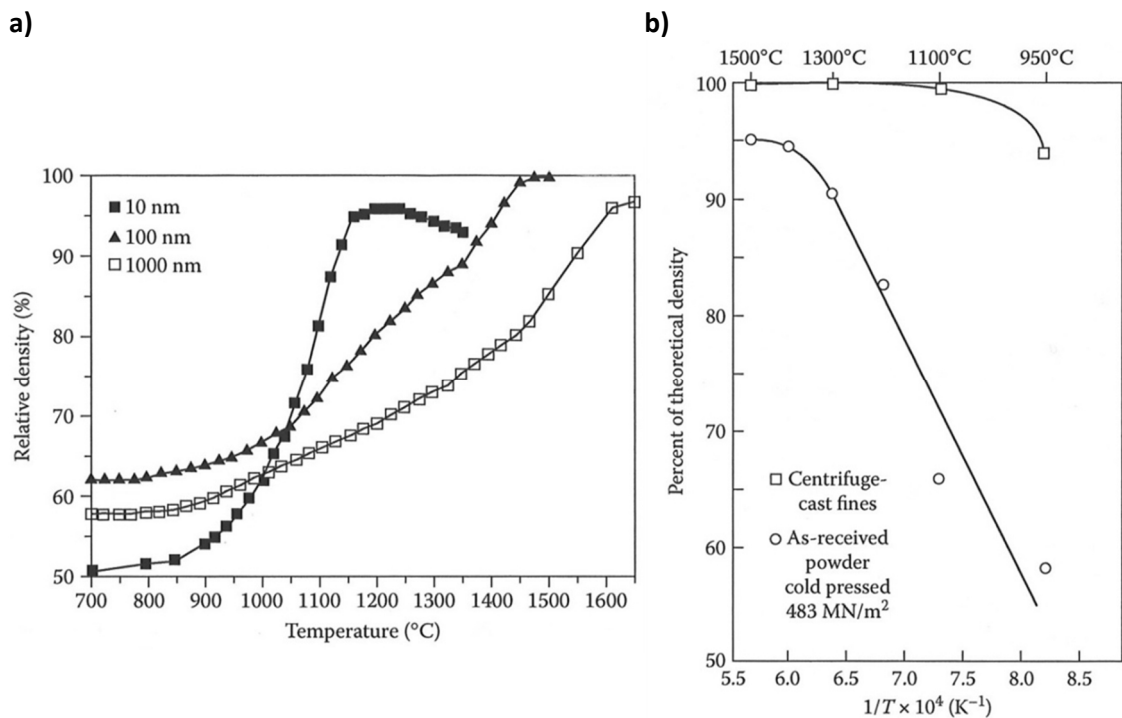 a)
100
90
80
70
60
50
Relative density (%)
10 nm
100 nm
1000 nm
700 800 900 1000 1100 1200 1300 1400 1500 1600
Temperature (°C)
b)
1500°C 1300°C 1100°C 950°C
100
90
80
70
60
50
Percent of theoretical density
Centrifuge-
cast fines
As-received
powder
cold pressed
483 MN/m²
5.5 6.0 7.0 7.5 8.0 8.5
1/T × 10⁴ (K⁻¹)